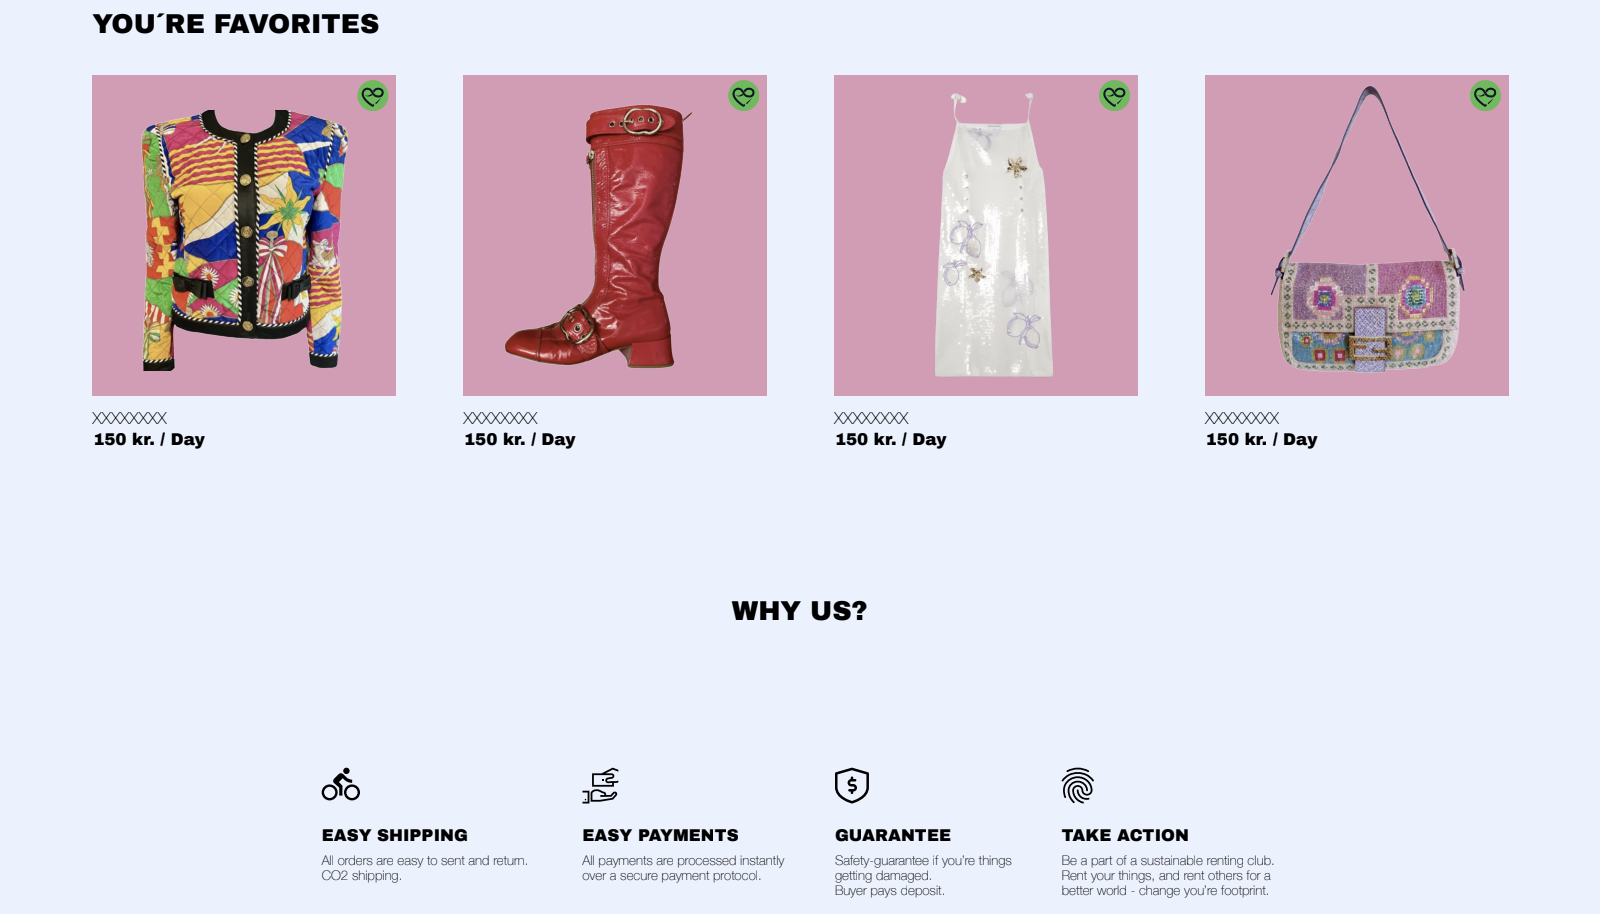 YOU´RE FAVORITES
XXXXXXXX
150 kr. / Day
XXXXXXXX
150 kr. / Day
XXXXXXXX
150 kr. / Day
XXXXXXXX
150 kr. / Day
WHY US?
EASY SHIPPING
All orders are easy to sent and return.
CO2 shipping.
EASY PAYMENTS
All payments are processed instantly
over a secure payment protocol.
GUARANTEE
Safety-guarantee if you're things
getting damaged.
Buyer pays deposit.
TAKE ACTION
Be a part of a sustainable renting club.
Rent your things, and rent others for a
better world - change you're footprint.